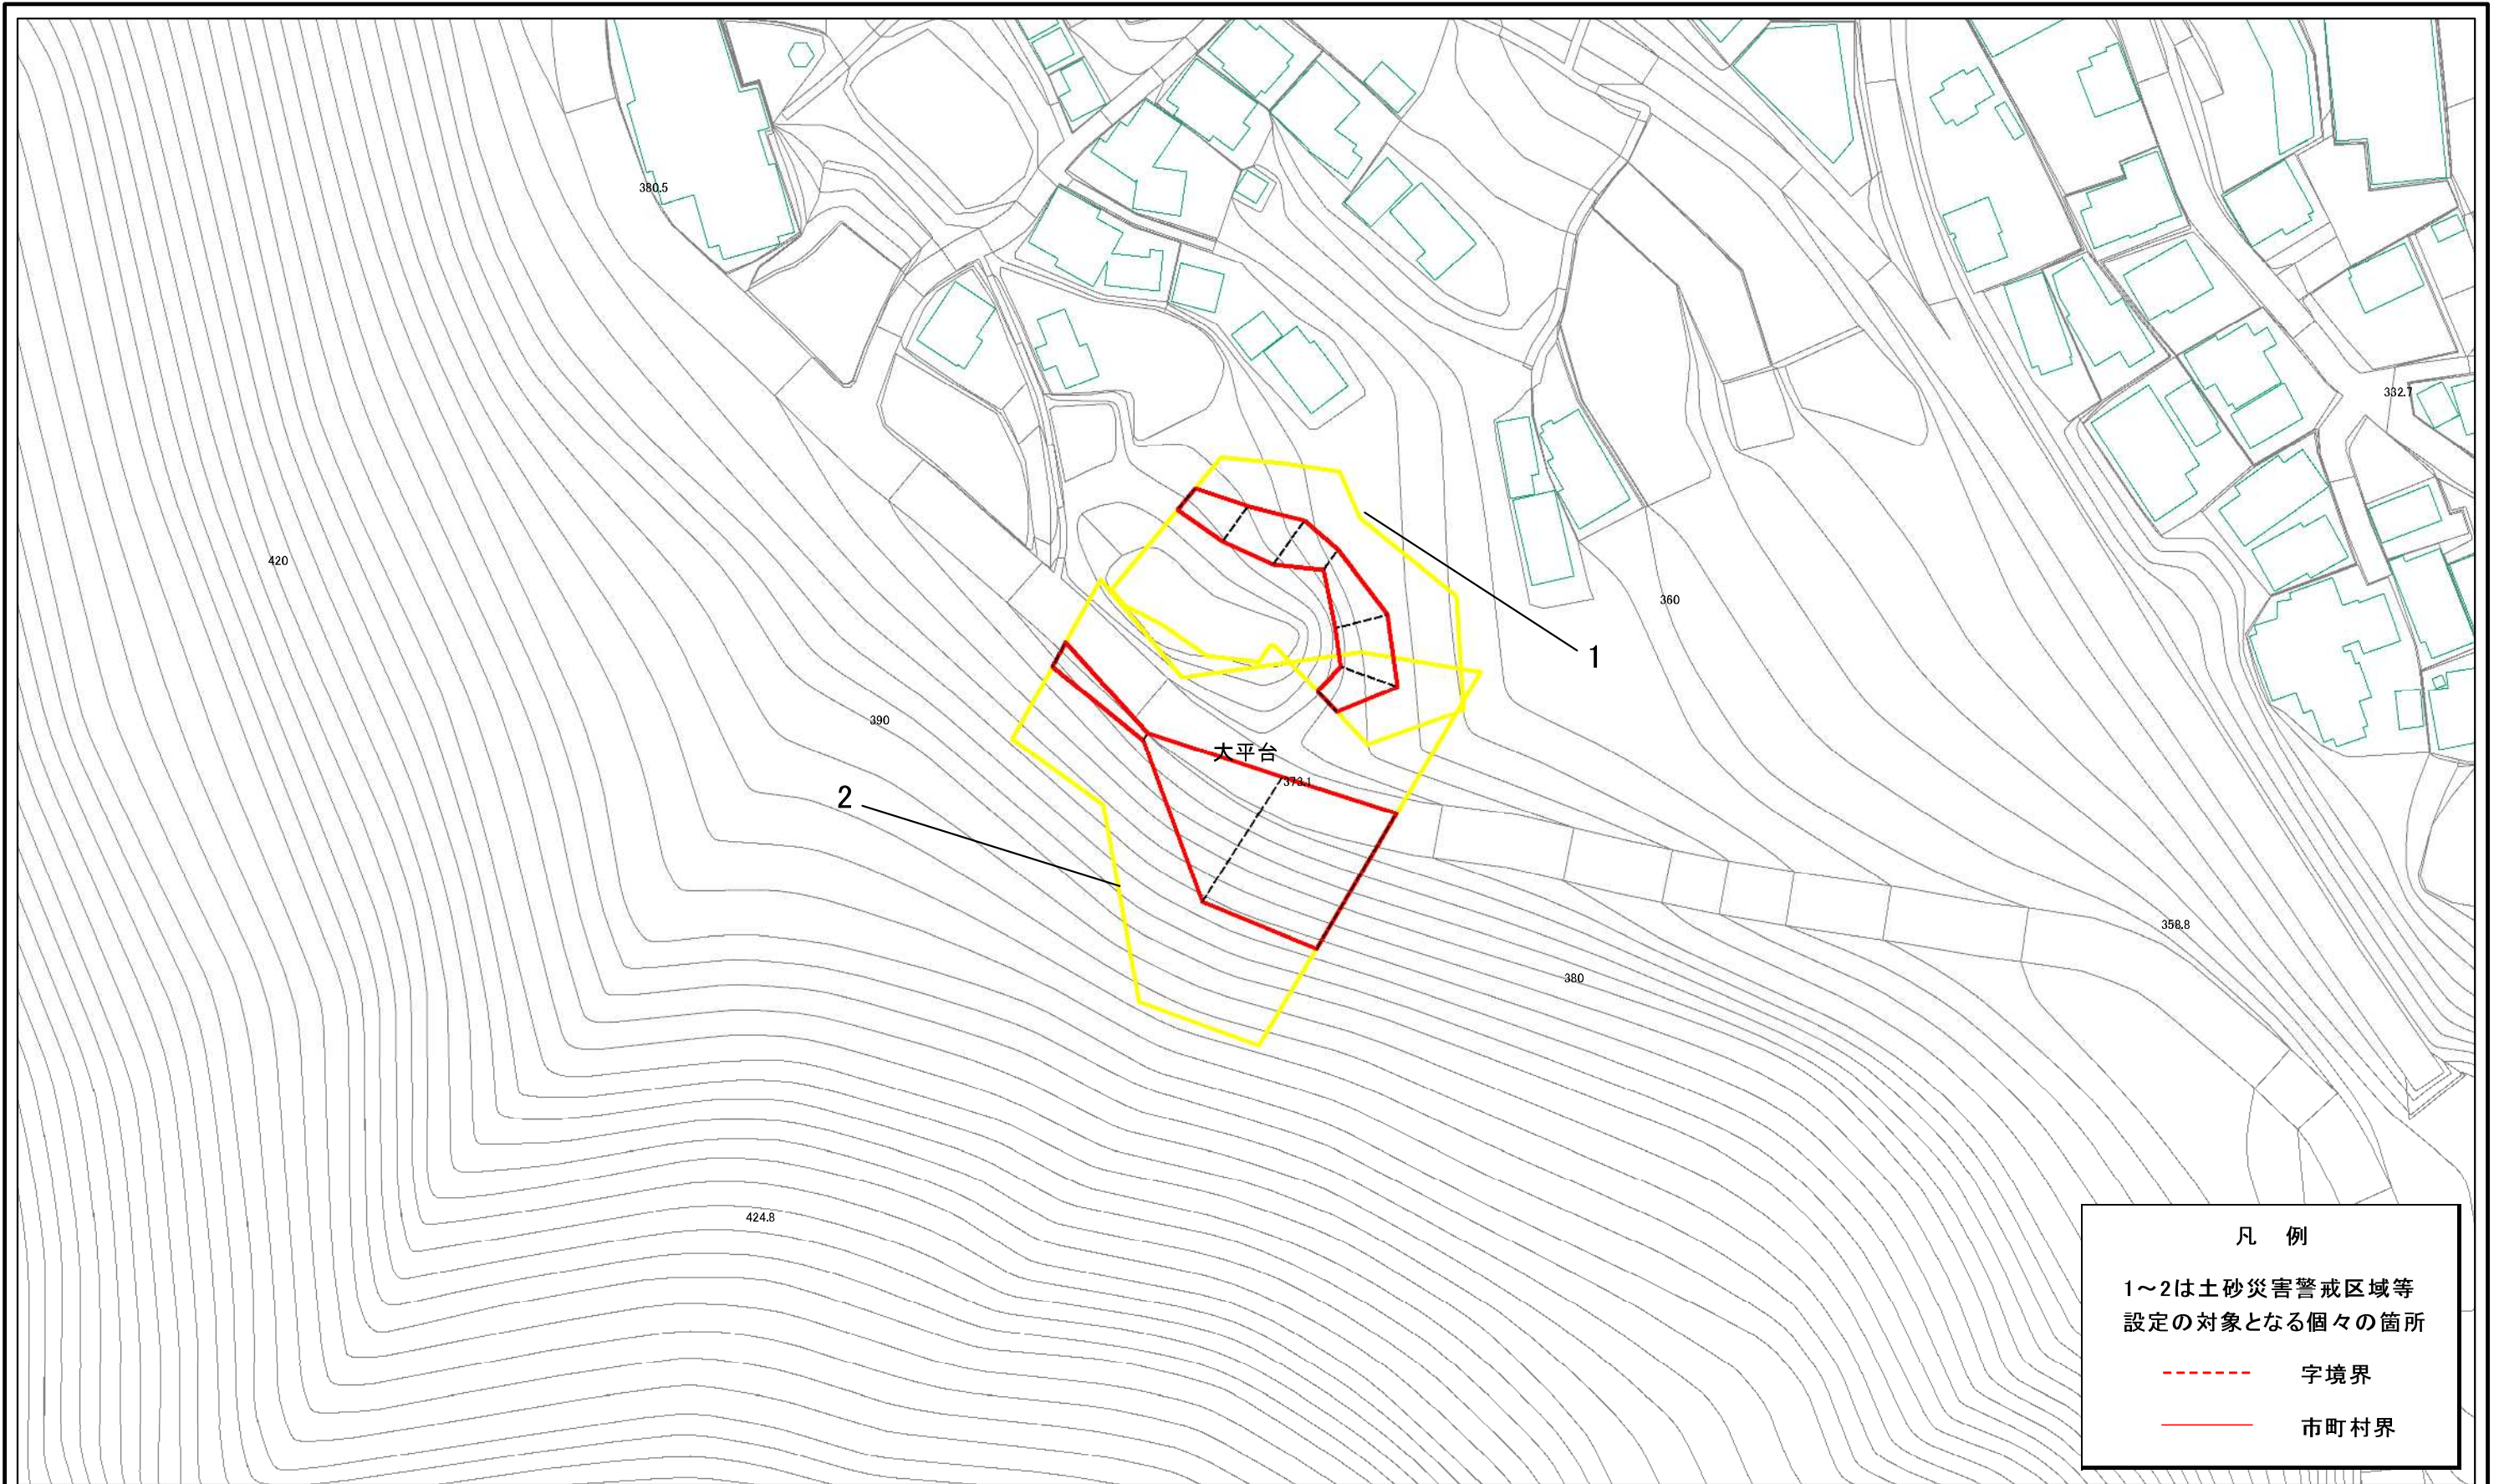 380.5
332.7
420
360
1
390
大平台
373.1
2
358.8
380
424.8
凡 例
1～2は土砂災害警戒区域等
設定の対象となる個々の箇所
字境界
市町村界